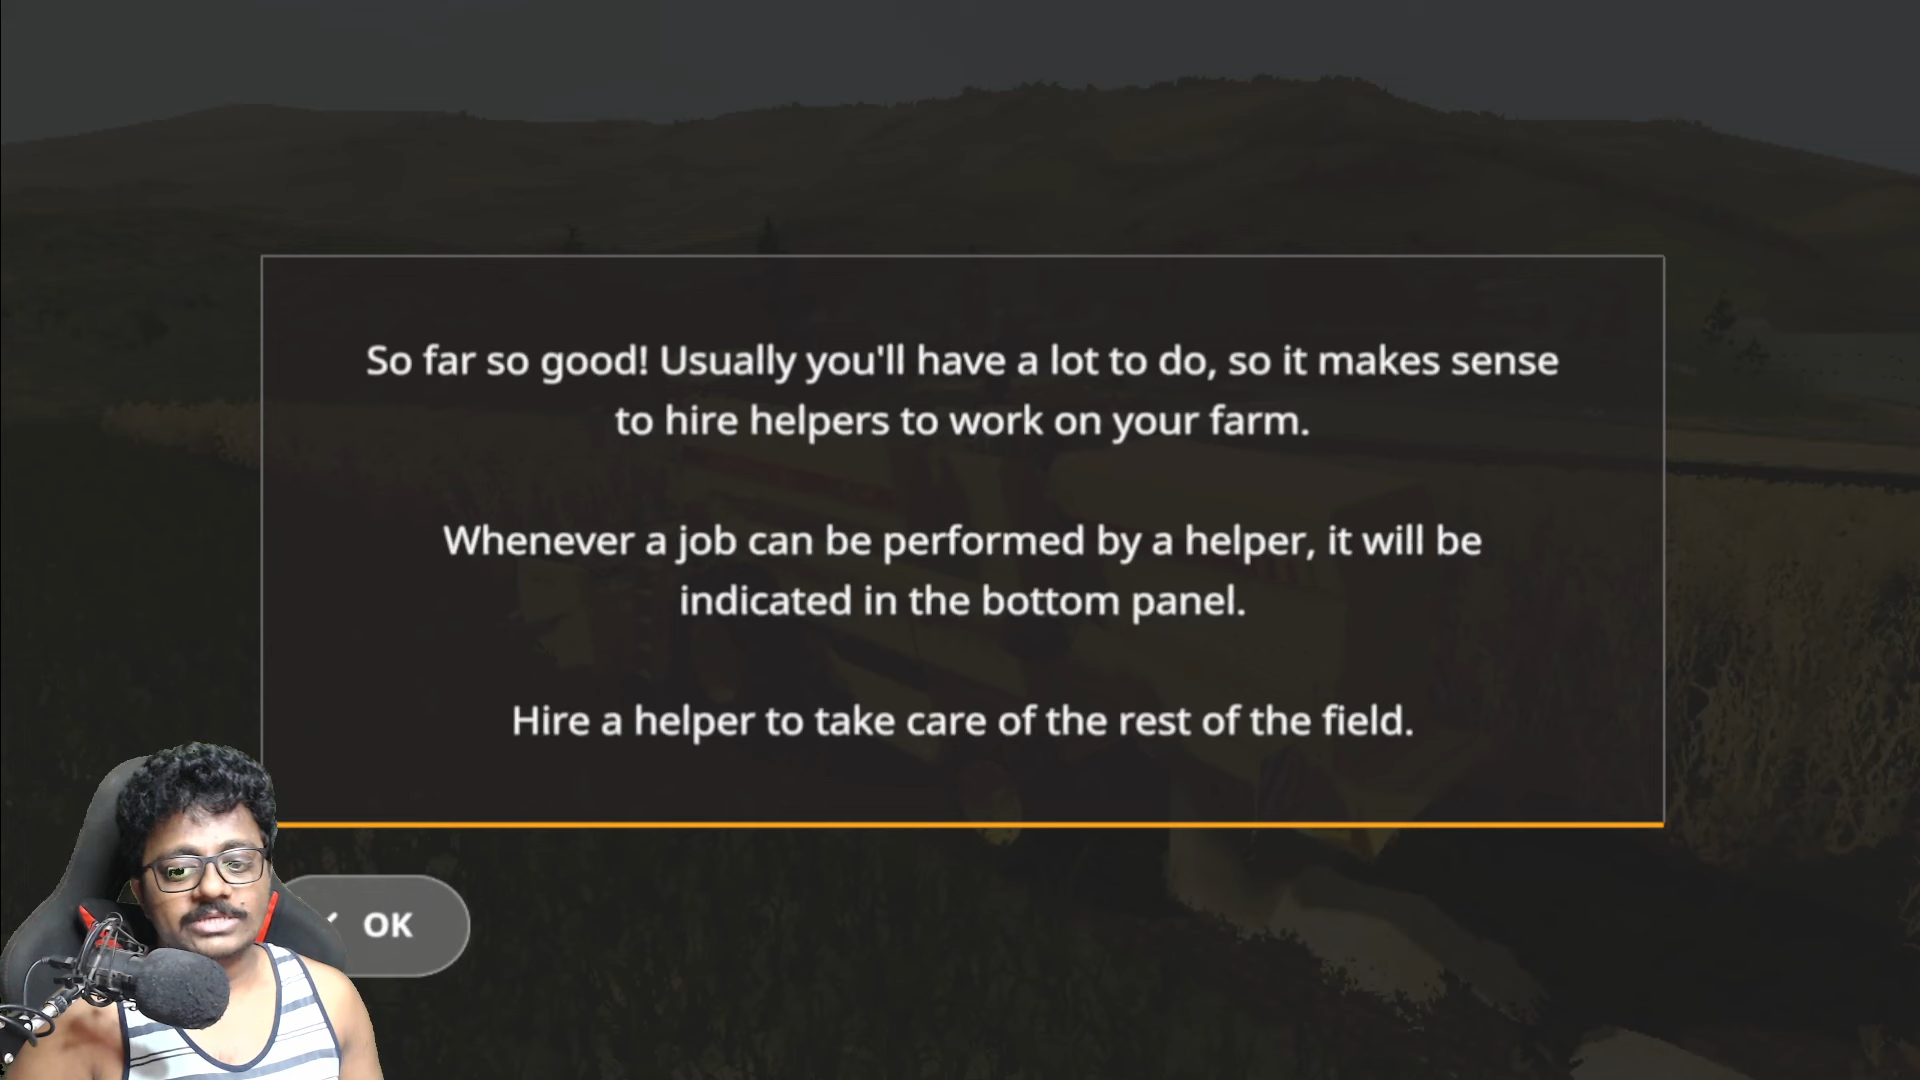 So far so good! Usually you'll have a lot to do, so it makes sense
to hire helpers to work on your farm.
Whenever a job can be performed by a helper, it will be
indicated in the bottom panel.
Hire a helper to take care of the rest of the field.
OK